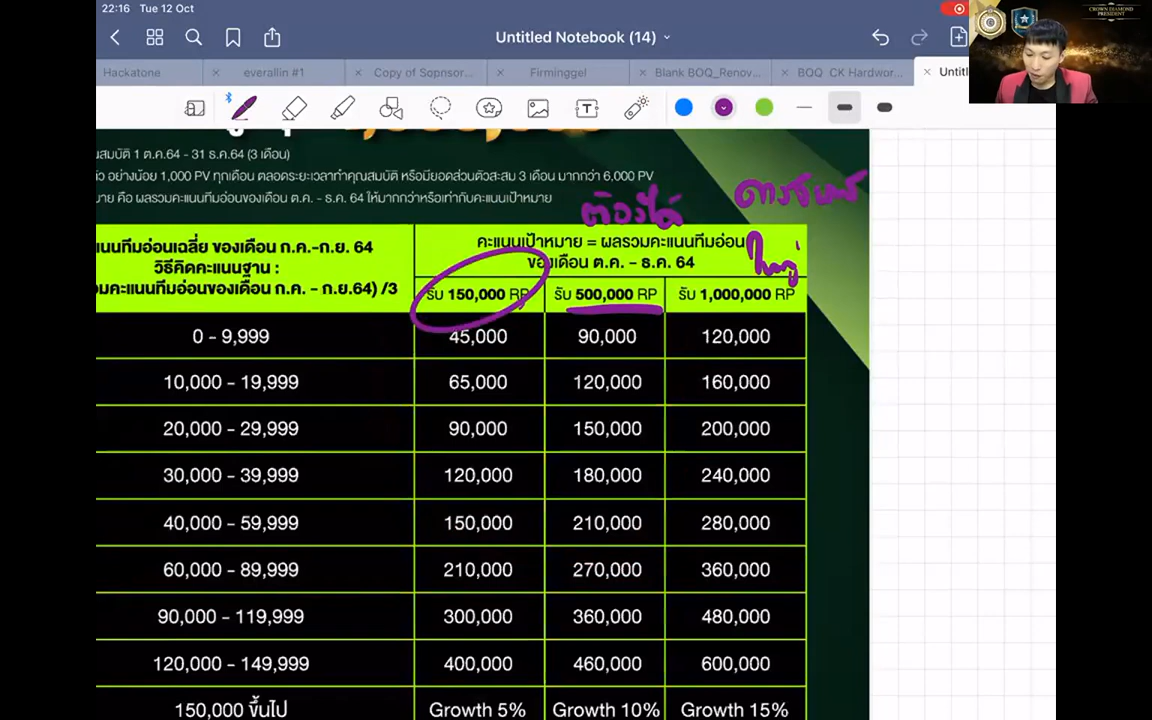 22:16 Tue 12 Oct
Untitled Notebook (14)
CROWN DIAMOND
PRESIDENT
Hackatone
everallin #1
Copy of Sopnsor...
Firminggel
Blank BOQ_Renov...
BOQ CK Hardwor...
Untitl
นสมบัติ 1 ต.ค.64 - 31 ธ.ค.64 (3 เดือน)
อย่างน้อย 1,000 PV ทุกเดือน ตลอดระยะเวลาทำคุณสมบัติ หรือมียอดส่วนตัวสะสม 3 เดือน มากกว่า 6,000 PV
คือ ผลรวมคะแนนทีมอ่อนของเดือน ต.ค. - ธ.ค. 64 ให้มากกว่าหรือเท่ากับคะแนนเป้าหมาย
ต้องได้
แนนทีมอ่อนเฉลี่ย ของเดือน ก.ค.-ก.ย. 64
วิธีคิดคะแนนฐาน :
มคะแนนทีมอ่อนของเดือน ก.ค. - ก.ย.64) /3
คะแนนเป้าหมาย = ผลรวมคะแนนทีมอ่อน
ของเดือน ต.ค. - ธ.ค. 64
ใหญ่
รับ 150,000 RP รับ 500,000 RP รับ 1,000,000 RP
0 - 9,999 45,000 90,000 120,000
10,000 - 19,999 65,000 120,000 160,000
20,000 - 29,999 90,000 150,000 200,000
30,000 - 39,999 120,000 180,000 240,000
40,000 - 59,999 150,000 210,000 280,000
60,000 - 89,999 210,000 270,000 360,000
90,000 - 119,999 300,000 360,000 480,000
120,000 - 149,999 400,000 460,000 600,000
150,000 ขึ้นไป Growth 5% Growth 10% Growth 15%